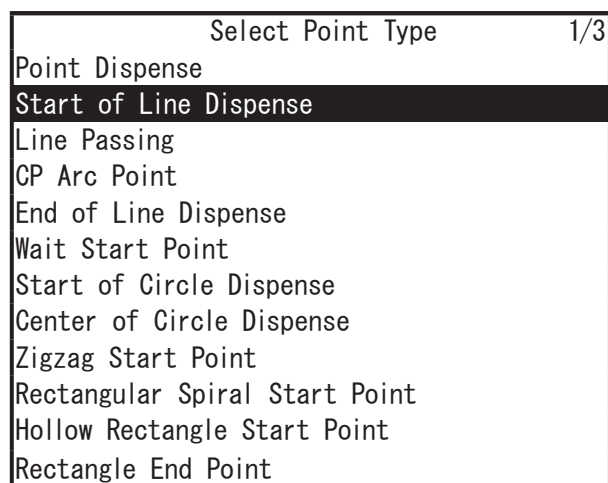 Select Point Type 1/3
Point Dispense
Start of Line Dispense
Line Passing
CP Arc Point
End of Line Dispense
Wait Start Point
Start of Circle Dispense
Center of Circle Dispense
Zigzag Start Point
Rectangular Spiral Start Point
Hollow Rectangle Start Point
Rectangle End Point